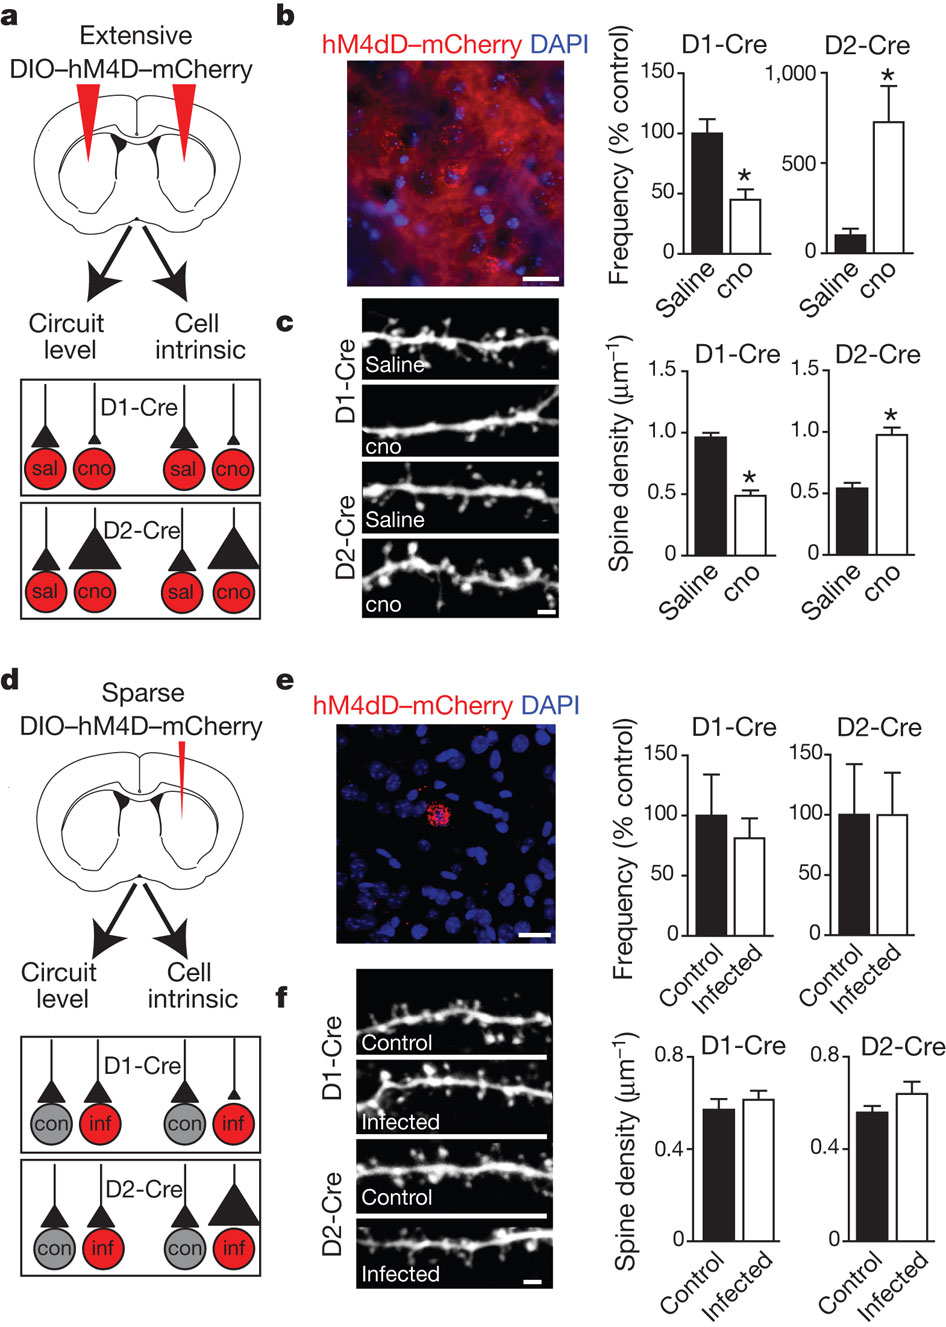 a
Extensive
DIO–hM4D–mCherry
Circuit
level
Cell
intrinsic
D1-Cre
sal
cno
sal
cno
D2-Cre
sal
cno
sal
cno
b
hM4dD–mCherry DAPI
Frequency (% control)
D1-Cre
150
100
50
0
*
Saline
cno
D2-Cre
1,000
500
0
*
Saline
cno
c
D1-Cre
Saline
cno
D2-Cre
Saline
cno
Spine density (μm⁻¹)
D1-Cre
1.5
1.0
0.5
0
*
Saline
cno
D2-Cre
1.5
1.0
0.5
0
*
Saline
cno
d
Sparse
DIO–hM4D–mCherry
Circuit
level
Cell
intrinsic
D1-Cre
con
inf
con
inf
D2-Cre
con
inf
con
inf
e
hM4dD–mCherry DAPI
Frequency (% control)
D1-Cre
150
100
50
0
Control
Infected
D2-Cre
150
100
50
0
Control
Infected
f
D1-Cre
Control
Infected
D2-Cre
Control
Infected
Spine density (μm⁻¹)
D1-Cre
0.8
0.4
0
Control
Infected
D2-Cre
0.8
0.4
0
Control
Infected